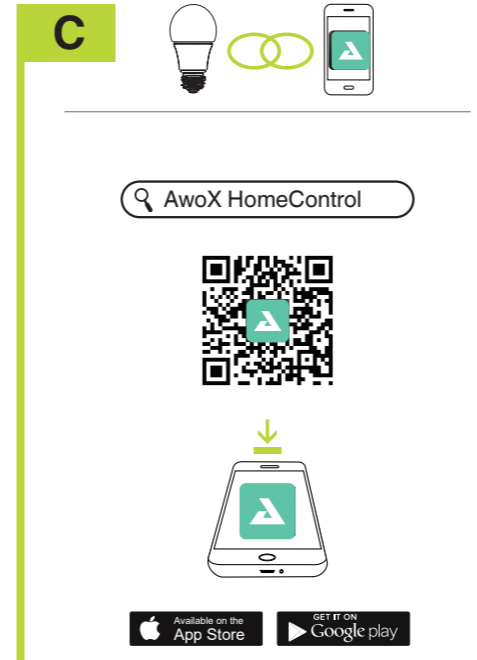 C
AwoX HomeControl
Available on the
App Store
GET IT ON
Google play